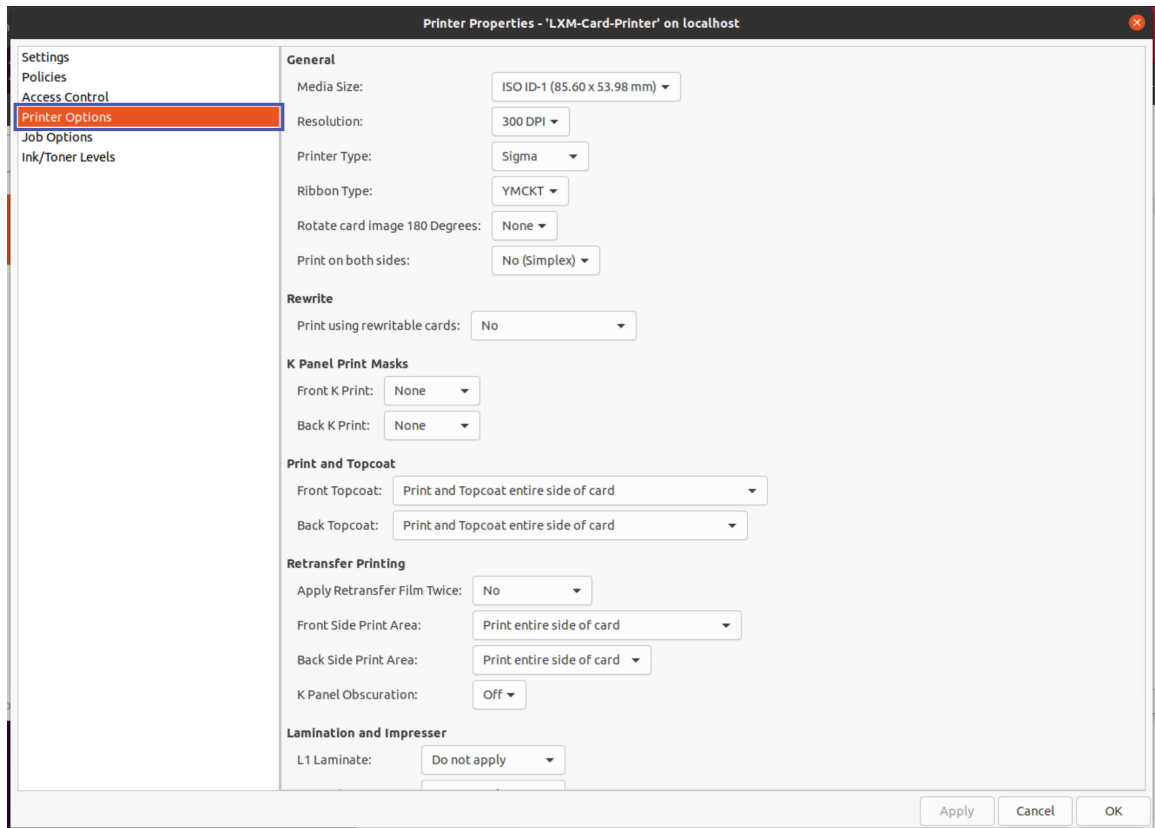 Printer Properties - 'LXM-Card-Printer' on localhost
Settings
Policies
Access Control
Printer Options
Job Options
Ink/Toner Levels
General
Media Size: ISO ID-1 (85.60 x 53.98 mm)
Resolution: 300 DPI
Printer Type: Sigma
Ribbon Type: YMCKT
Rotate card image 180 Degrees: None
Print on both sides: No (Simplex)
Rewrite
Print using rewritable cards: No
K Panel Print Masks
Front K Print: None
Back K Print: None
Print and Topcoat
Front Topcoat: Print and Topcoat entire side of card
Back Topcoat: Print and Topcoat entire side of card
Retransfer Printing
Apply Retransfer Film Twice: No
Front Side Print Area: Print entire side of card
Back Side Print Area: Print entire side of card
K Panel Obscuration: Off
Lamination and Impresser
L1 Laminate: Do not apply
Apply Cancel OK